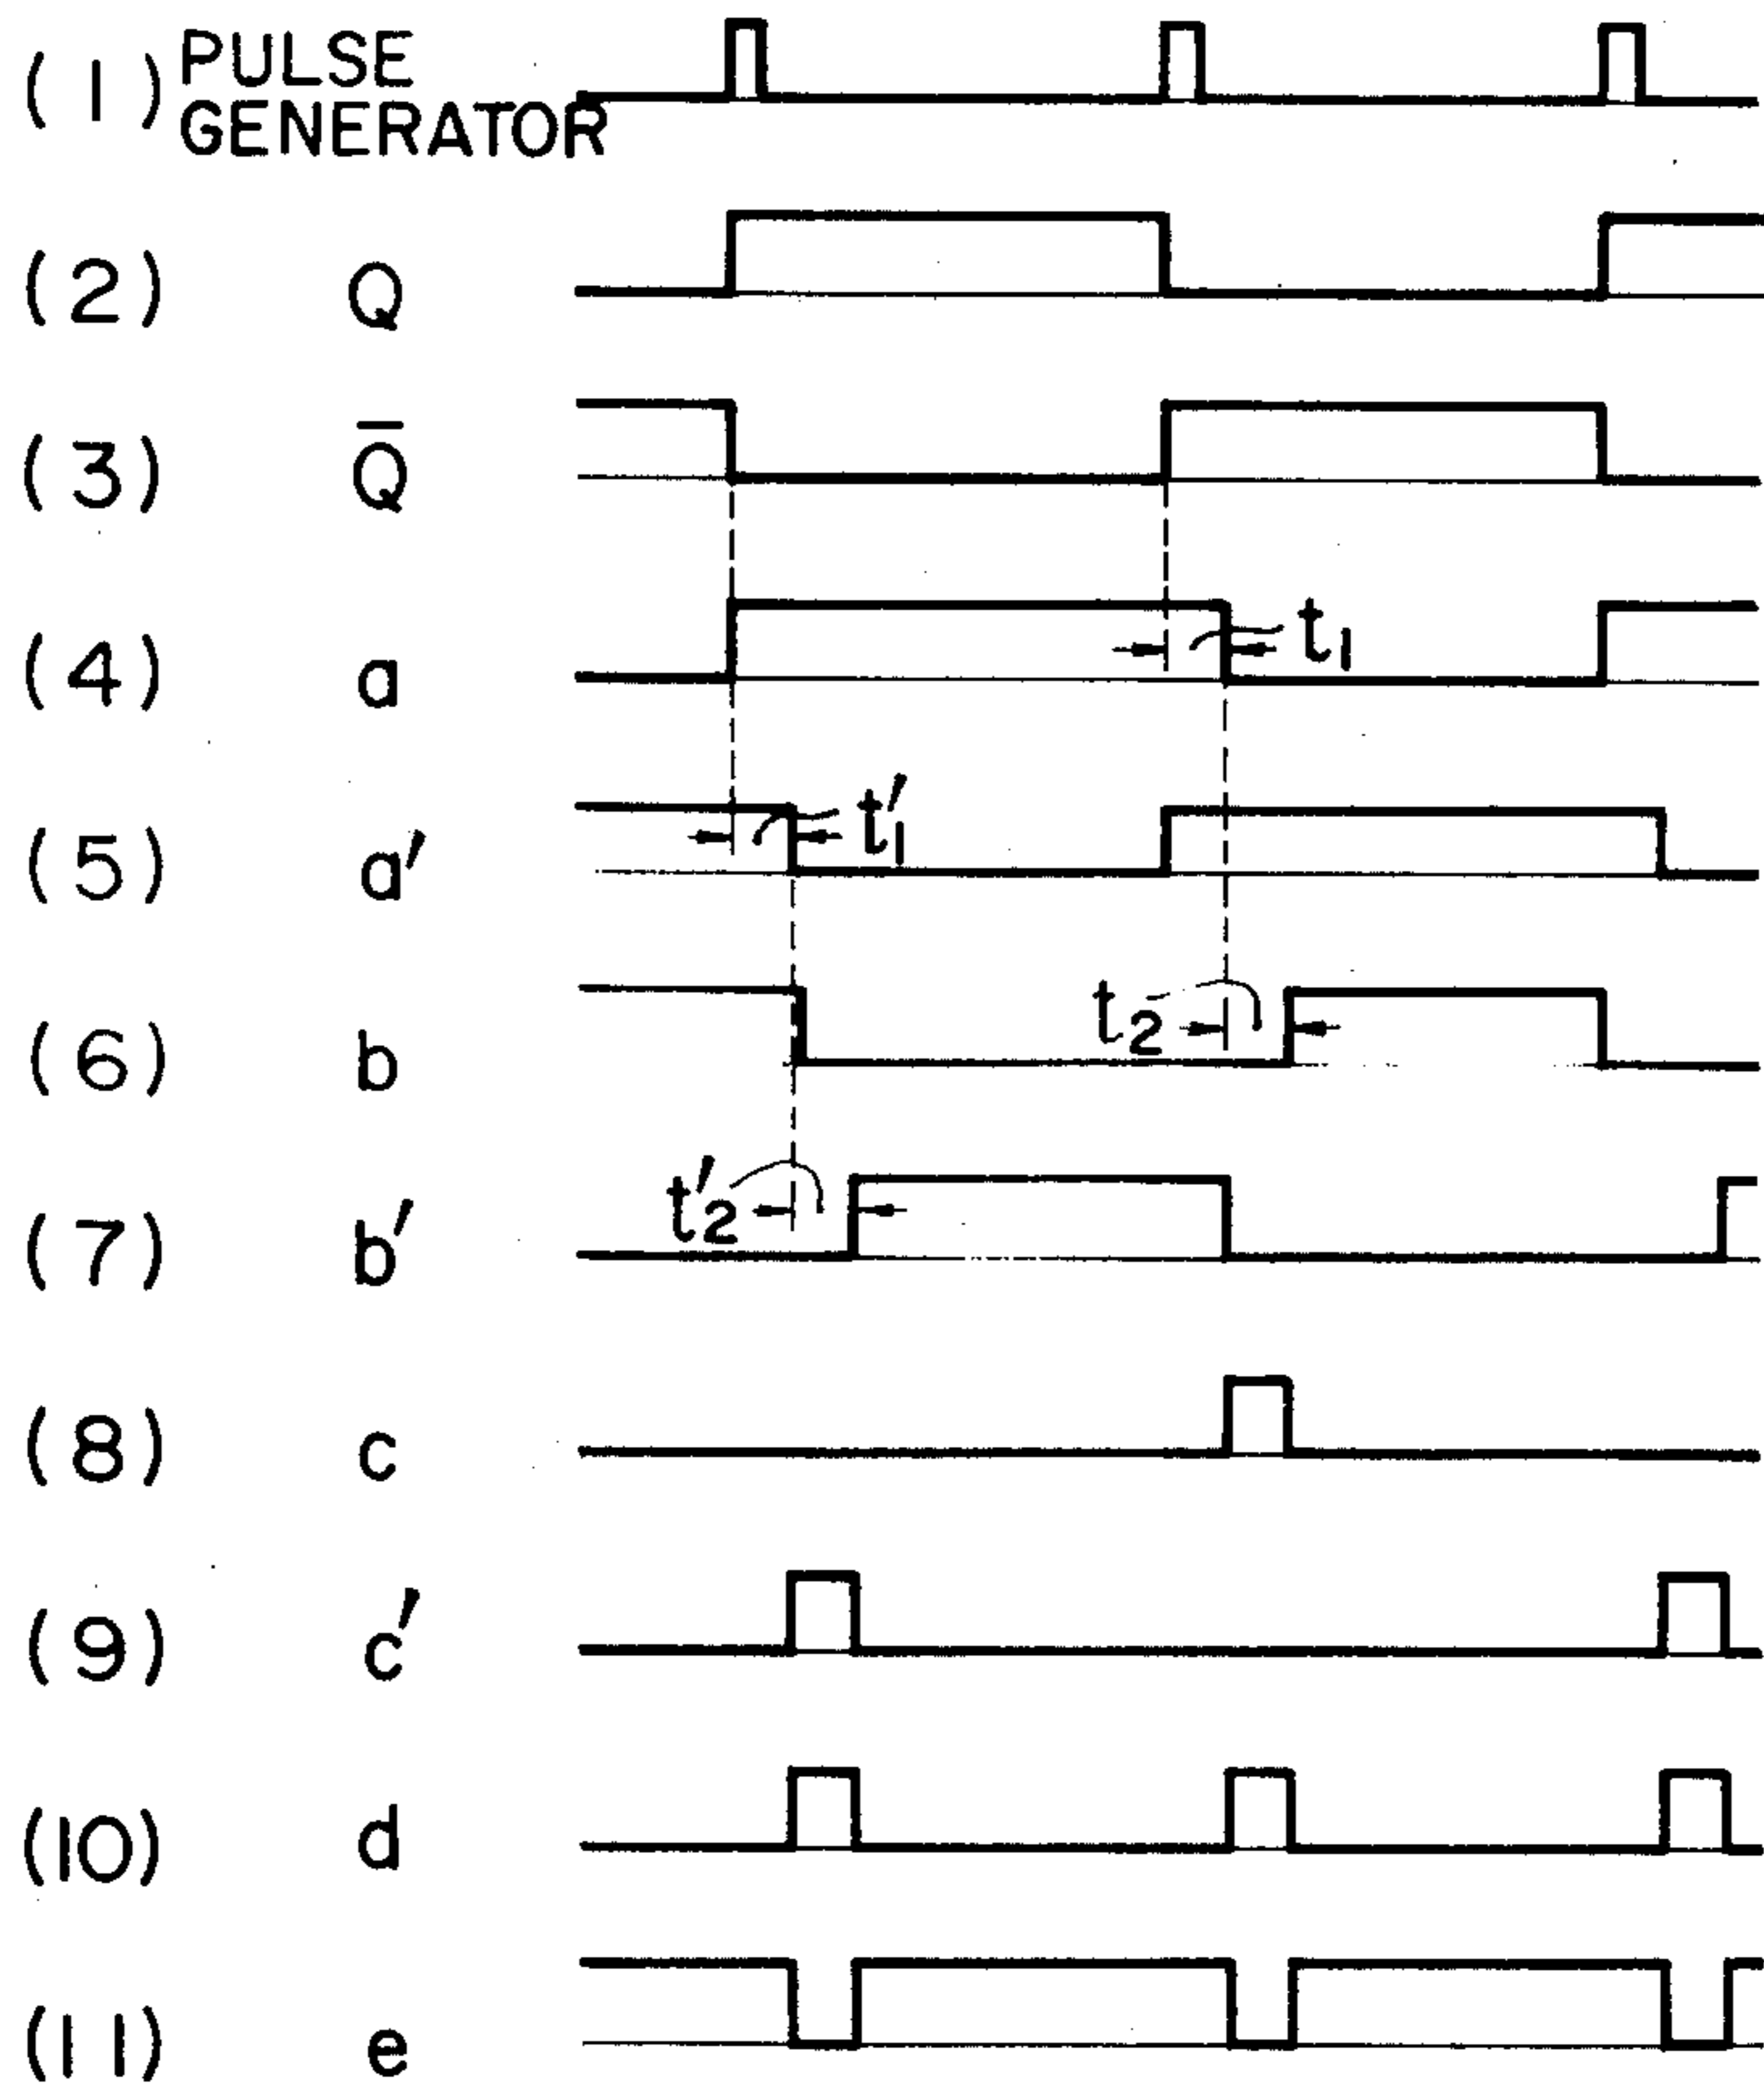 (1) PULSE
GENERATOR
(2) Q
(3) Q̅
(4) a
t₁
(5) a′
t′₁
(6) b
t₂
(7) b′
t′₂
(8) c
(9) c′
(10) d
(11) e